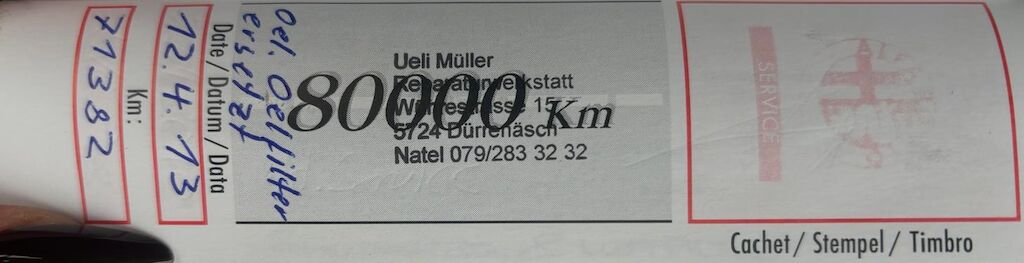 Km:
71382
Date / Datum / Data
12.4.13
Oel. Oelfilter
ersetzt
80000 Km
Ueli Müller
Reparaturwerkstatt
5724 Dürrenäsch
Natel 079/283 32 32
SERVICE
Cachet / Stempel / Timbro